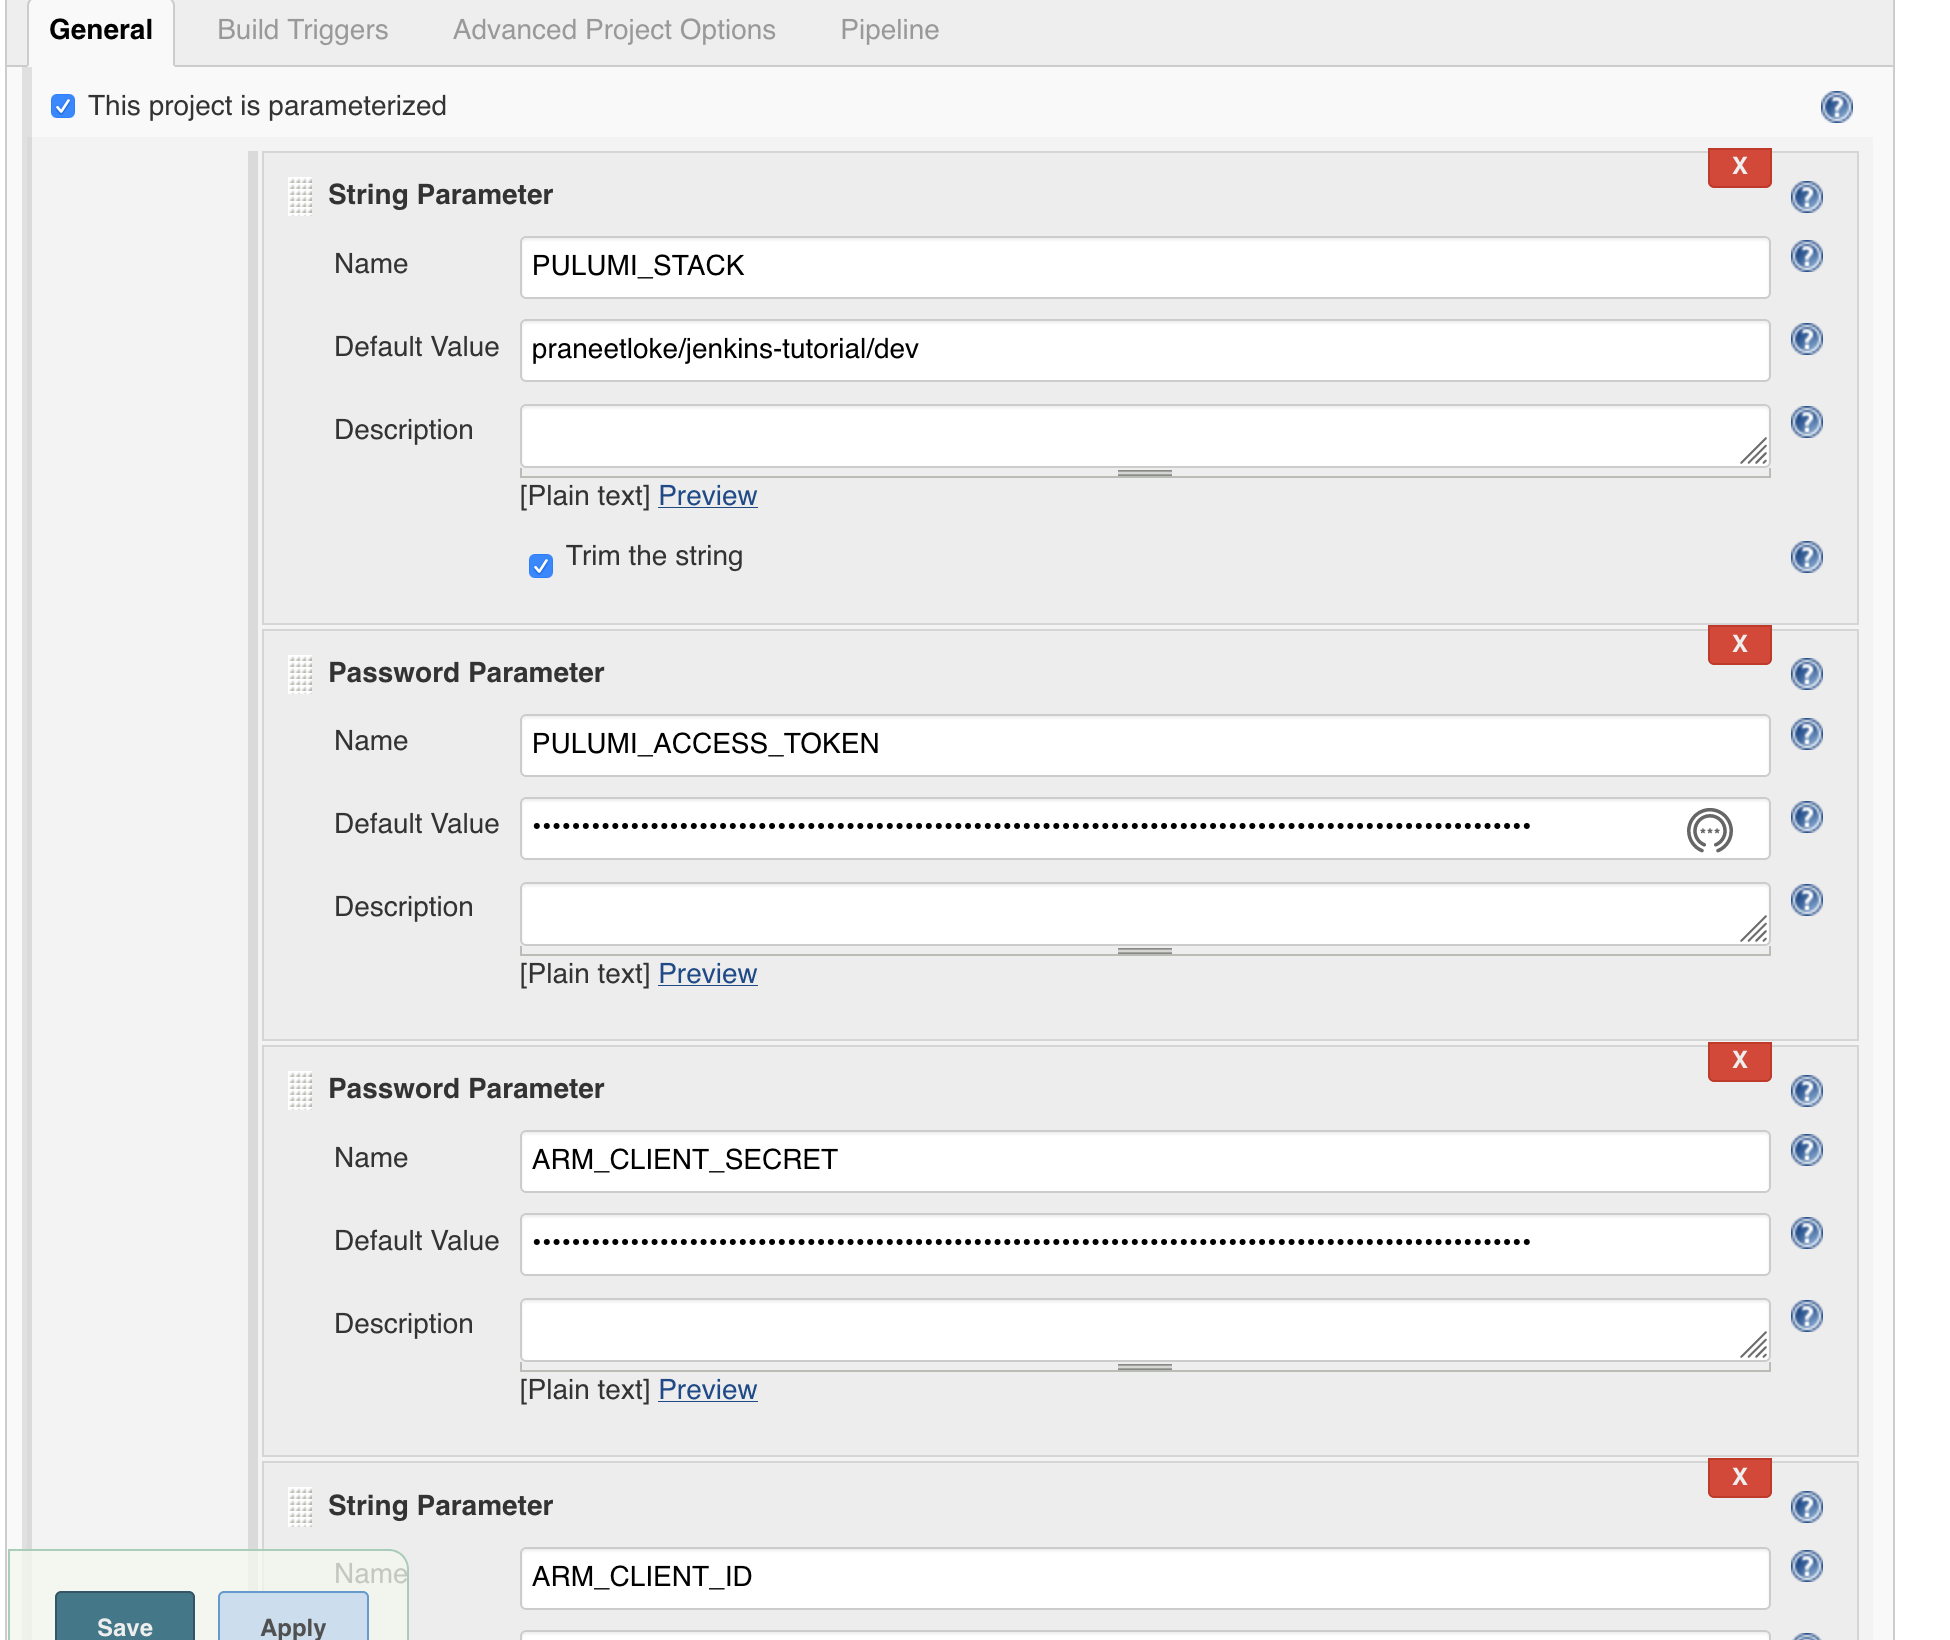 General Build Triggers Advanced Project Options Pipeline
This project is parameterized
X
String Parameter
Name PULUMI_STACK
Default Value praneetloke/jenkins-tutorial/dev
Description
[Plain text] Preview
Trim the string
X
Password Parameter
Name PULUMI_ACCESS_TOKEN
Default Value ••••••••••••••••••••••••••••••••••••••••••••••••••••••••••••••••••••••••••••••••••••••••
Description
[Plain text] Preview
X
Password Parameter
Name ARM_CLIENT_SECRET
Default Value ••••••••••••••••••••••••••••••••••••••••••••••••••••••••••••••••••••••••••••••••••••••••
Description
[Plain text] Preview
X
String Parameter
Name ARM_CLIENT_ID
Save Apply